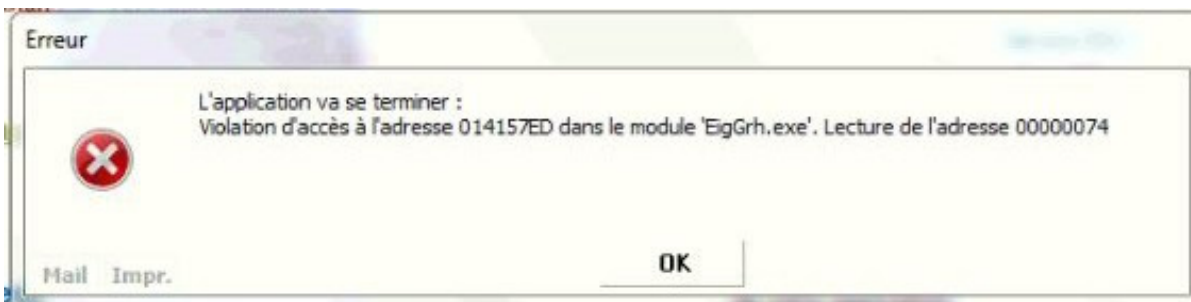 Erreur
L'application va se terminer :
Violation d'accès à l'adresse 014157ED dans le module 'EigGrh.exe'. Lecture de l'adresse 00000074
OK
Mail Impr.